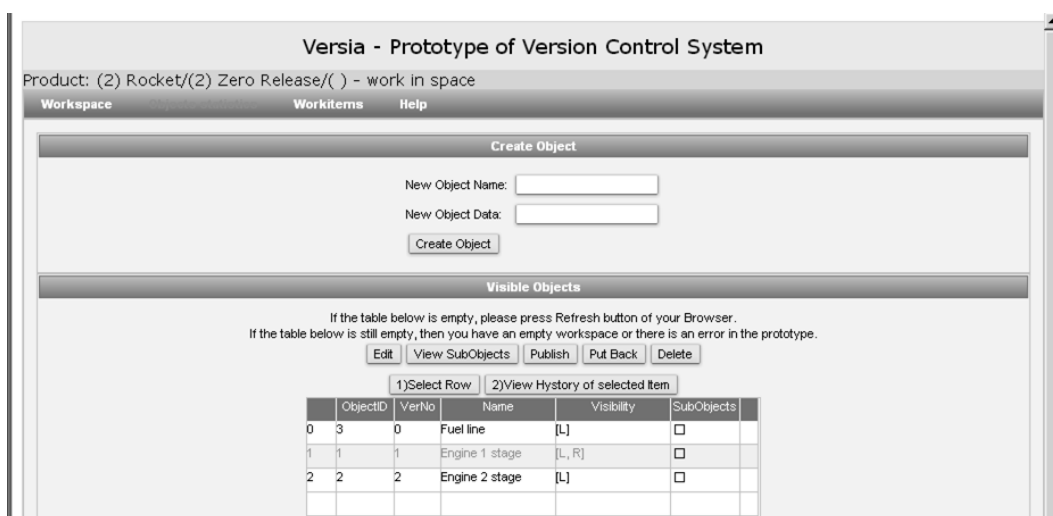 Versia - Prototype of Version Control System
Product: (2) Rocket/(2) Zero Release/( ) - work in space
Workspace Workitems Help
Create Object
New Object Name:
New Object Data:
Create Object
Visible Objects
If the table below is empty, please press Refresh button of your Browser.
If the table below is still empty, then you have an empty workspace or there is an error in the prototype.
Edit View SubObjects Publish Put Back Delete
1)Select Row 2)View Hystory of selected Item
ObjectID VerNo Name Visibility SubObjects
0 3 0 Fuel line [L]
1 1 1 Engine 1 stage [L, R]
2 2 2 Engine 2 stage [L]